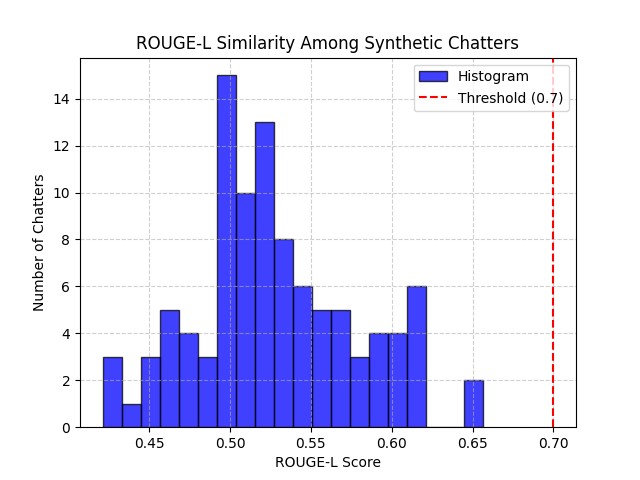 ROUGE-L Similarity Among Synthetic Chatters
Histogram
Threshold (0.7)
Number of Chatters
14
12
10
8
6
4
2
0
0.45 0.50 0.55 0.60 0.65 0.70
ROUGE-L Score